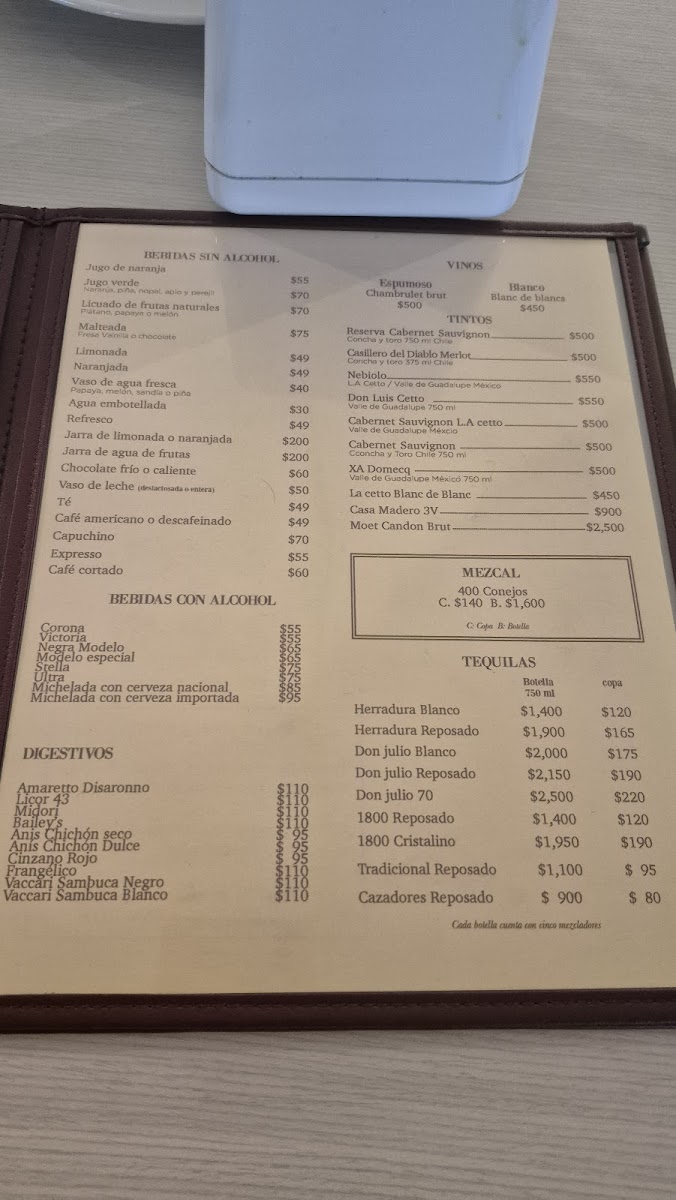 BEBIDAS SIN ALCOHOL
Jugo de naranja $55
Jugo verde $70
Naranja, piña, nopal, apio y perejil
Licuado de frutas naturales $70
Platano, papaya o melón
Malteada $75
Fresa Vainilla o chocolate
Limonada $49
Naranjada $49
Vaso de agua fresca $40
Papaya, melón, sandía o piña
Agua embotellada $30
Refresco $49
Jarra de limonada o naranjada $200
Jarra de agua de frutas $200
Chocolate frío o caliente $60
Vaso de leche (deslactosada o entera) $50
Té $49
Café americano o descafeinado $49
Capuchino $70
Expresso $55
Café cortado $60
BEBIDAS CON ALCOHOL
Corona $55
Victoria $55
Negra Modelo $65
Modelo especial $65
Stella $75
Ultra $75
Michelada con cerveza nacional $85
Michelada con cerveza importada $95
DIGESTIVOS
Amaretto Disaronno $110
Licor 43 $110
Midori $110
Bailey's $110
Anis Chichón seco $ 95
Anis Chichón Dulce $ 95
Cinzano Rojo $ 95
Frangélico $110
Vaccari Sambuca Negro $110
Vaccari Sambuca Blanco $110
VINOS
Espumoso
Chambrulet brut
$500
Blanco
Blanc de blancs
$450
TINTOS
Reserva Cabernet Sauvignon $500
Concha y toro 750 ml Chile
Casillero del Diablo Merlot $500
Concha y toro 375 ml Chile
Nebiolo $550
L.A Cetto / Valle de Guadalupe México
Don Luis Cetto $550
Valle de Guadalupe 750 ml
Cabernet Sauvignon L.A cetto $500
Valle de Guadalupe Méxcio
Cabernet Sauvignon $500
Cconcha y Toro Chile 750 ml
XA Domecq $500
Valle de Guadalupe Méxicó 750 ml
La cetto Blanc de Blanc $450
Casa Madero 3V $900
Moet Candon Brut $2,500
MEZCAL
400 Conejos
C. $140 B. $1,600
C: Copa B: Botella
TEQUILAS
Botella copa
750 ml
Herradura Blanco $1,400 $120
Herradura Reposado $1,900 $165
Don julio Blanco $2,000 $175
Don julio Reposado $2,150 $190
Don julio 70 $2,500 $220
1800 Reposado $1,400 $120
1800 Cristalino $1,950 $190
Tradicional Reposado $1,100 $ 95
Cazadores Reposado $ 900 $ 80
Cada botella cuenta con cinco mezcladores